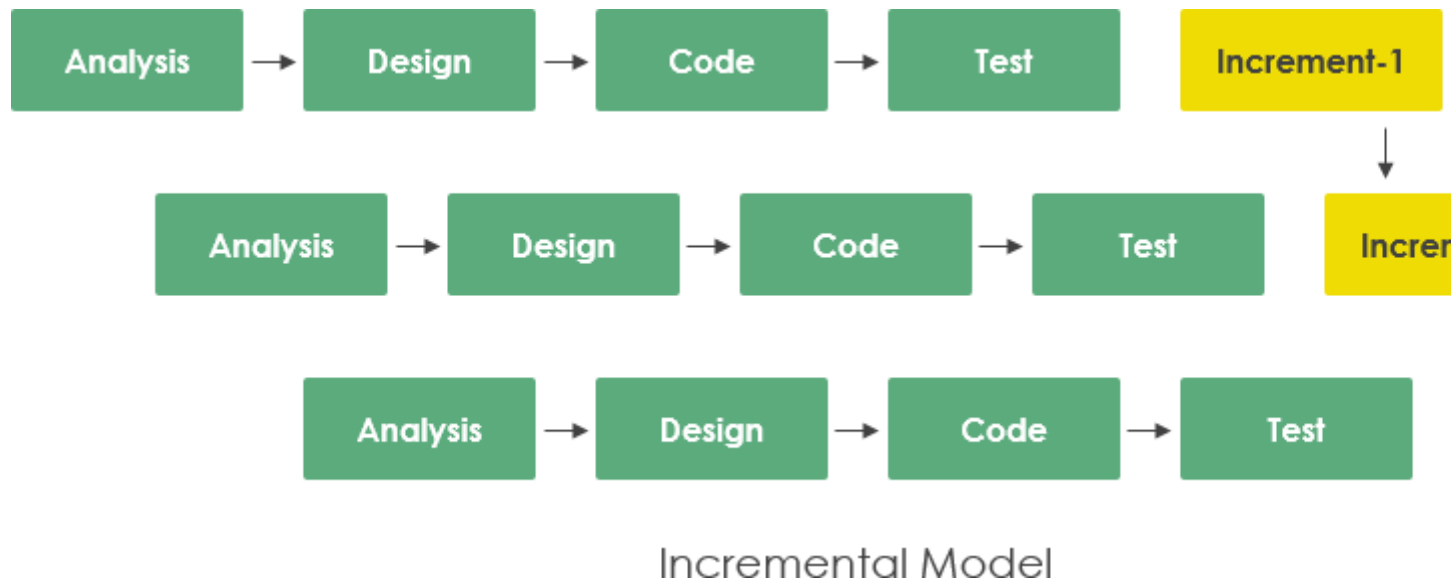 Analysis Design Code Test Increment-1
Analysis Design Code Test
Analysis Design Code Test
Incremental Model